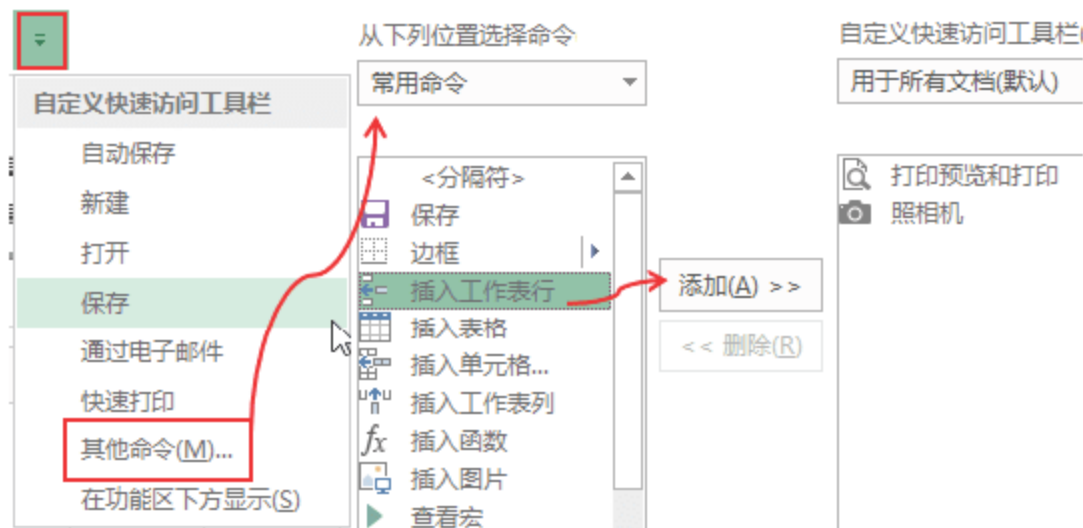 自定义快速访问工具栏
自动保存
新建
打开
保存
通过电子邮件
快速打印
其他命令(M)...
在功能区下方显示(S)
从下列位置选择命令
常用命令
<分隔符>
保存
边框
插入工作表行
插入表格
插入单元格...
插入工作表列
fx 插入函数
插入图片
查看宏
添加(A) >>
<< 删除(R)
自定义快速访问工具栏(
用于所有文档(默认)
打印预览和打印
照相机